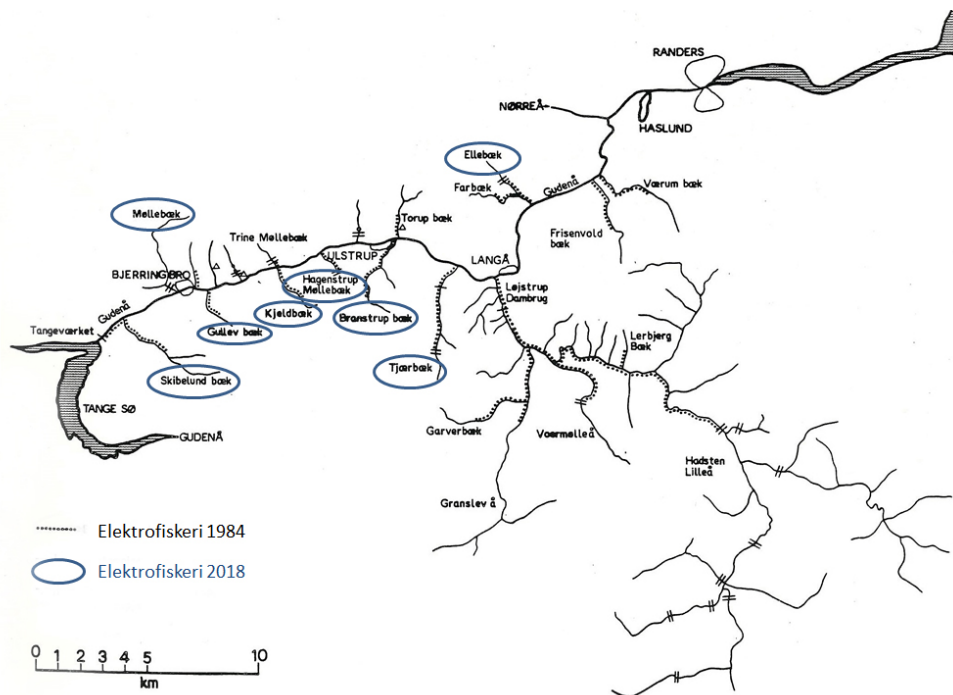 RANDERS
NØRREÅ
HASLUND
Ellebæk
Farbæk
Gudenå
Værum bæk
Frisenvold
bæk
Møllebæk
Torup bæk
Trine Møllebæk
ULSTRUP
LANGÅ
BJERRINGBRO
Hagenstrup
Møllebæk
Løjstrup
Dambrug
Gudenå
Kjeldbæk
Brønstrup bæk
Tangeværket
Gullev bæk
Lerbjerg
Bæk
Tjærbæk
Skibelund bæk
TANGE SØ
GUDENÅ
Garverbæk
Voermølleå
Hadsten
Lilleå
Granslev å
Elektrofiskeri 1984
Elektrofiskeri 2018
0 1 2 3 4 5 10
km